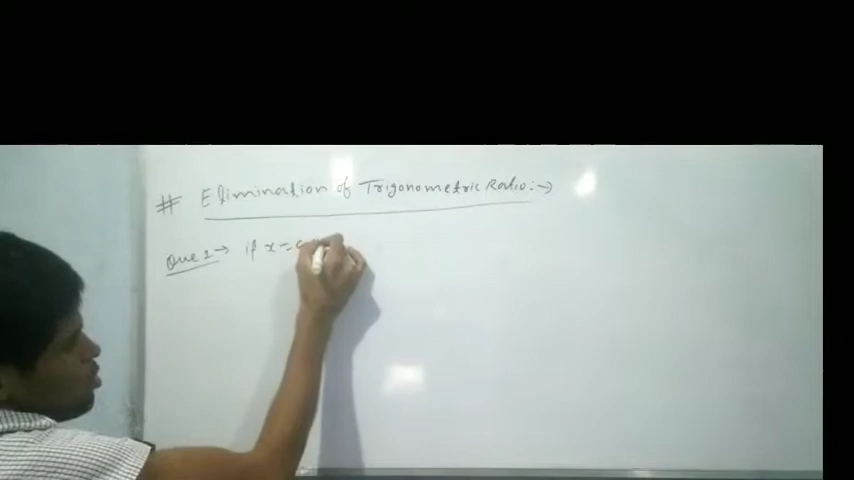 # Elimination of Trigonometric Ratio:→
Que 1→ if x =